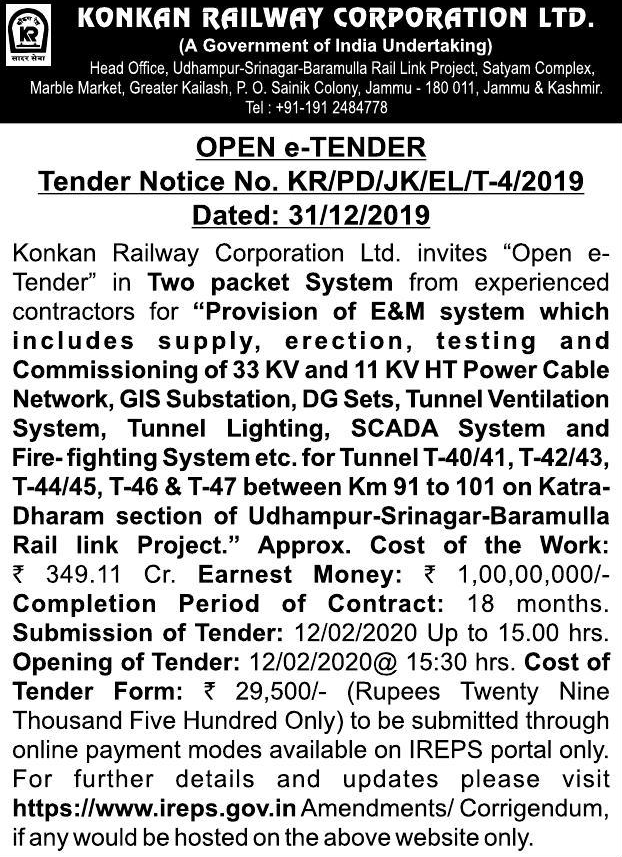 KONKAN RAILWAY CORPORATION LTD.
(A Government of India Undertaking)
Head Office, Udhampur-Srinagar-Baramulla Rail Link Project, Satyam Complex,
Marble Market, Greater Kailash, P. O. Sainik Colony, Jammu - 180 011, Jammu & Kashmir.
Tel : +91-191 2484778
KR
सादर सेवा
OPEN e-TENDER
Tender Notice No. KR/PD/JK/EL/T-4/2019
Dated: 31/12/2019
Konkan Railway Corporation Ltd. invites “Open e-
Tender” in Two packet System from experienced
contractors for “Provision of E&M system which
includes supply, erection, testing and
Commissioning of 33 KV and 11 KV HT Power Cable
Network, GIS Substation, DG Sets, Tunnel Ventilation
System, Tunnel Lighting, SCADA System and
Fire-fighting System etc. for Tunnel T-40/41, T-42/43,
T-44/45, T-46 & T-47 between Km 91 to 101 on Katra-
Dharam section of Udhampur-Srinagar-Baramulla
Rail link Project.” Approx. Cost of the Work:
₹ 349.11 Cr. Earnest Money: ₹ 1,00,00,000/-
Completion Period of Contract: 18 months.
Submission of Tender: 12/02/2020 Up to 15.00 hrs.
Opening of Tender: 12/02/2020@ 15:30 hrs. Cost of
Tender Form: ₹ 29,500/- (Rupees Twenty Nine
Thousand Five Hundred Only) to be submitted through
online payment modes available on IREPS portal only.
For further details and updates please visit
https://www.ireps.gov.in Amendments/ Corrigendum,
if any would be hosted on the above website only.